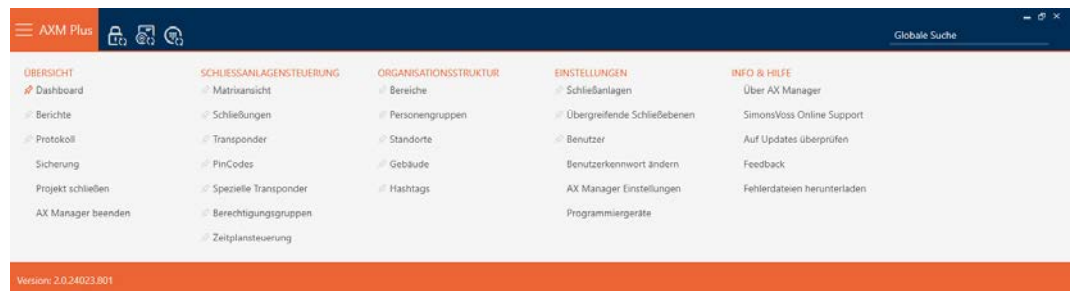 AXM Plus
Globale Suche
ÜBERSICHT
Dashboard
Berichte
Protokoll
Sicherung
Projekt schließen
AX Manager beenden
SCHLIESSANLAGENSTEUERUNG
Matrixansicht
Schließungen
Transponder
PinCodes
Spezielle Transponder
Berechtigungsgruppen
Zeitplansteuerung
ORGANISATIONSSTRUKTUR
Bereiche
Personengruppen
Standorte
Gebäude
Hashtags
EINSTELLUNGEN
Schließanlagen
Übergreifende Schließebenen
Benutzer
Benutzerkennwort ändern
AX Manager Einstellungen
Programmiergeräte
INFO & HILFE
Über AX Manager
SimonsVoss Online Support
Auf Updates überprüfen
Feedback
Fehlerdateien herunterladen
Version: 2.0.24023.801